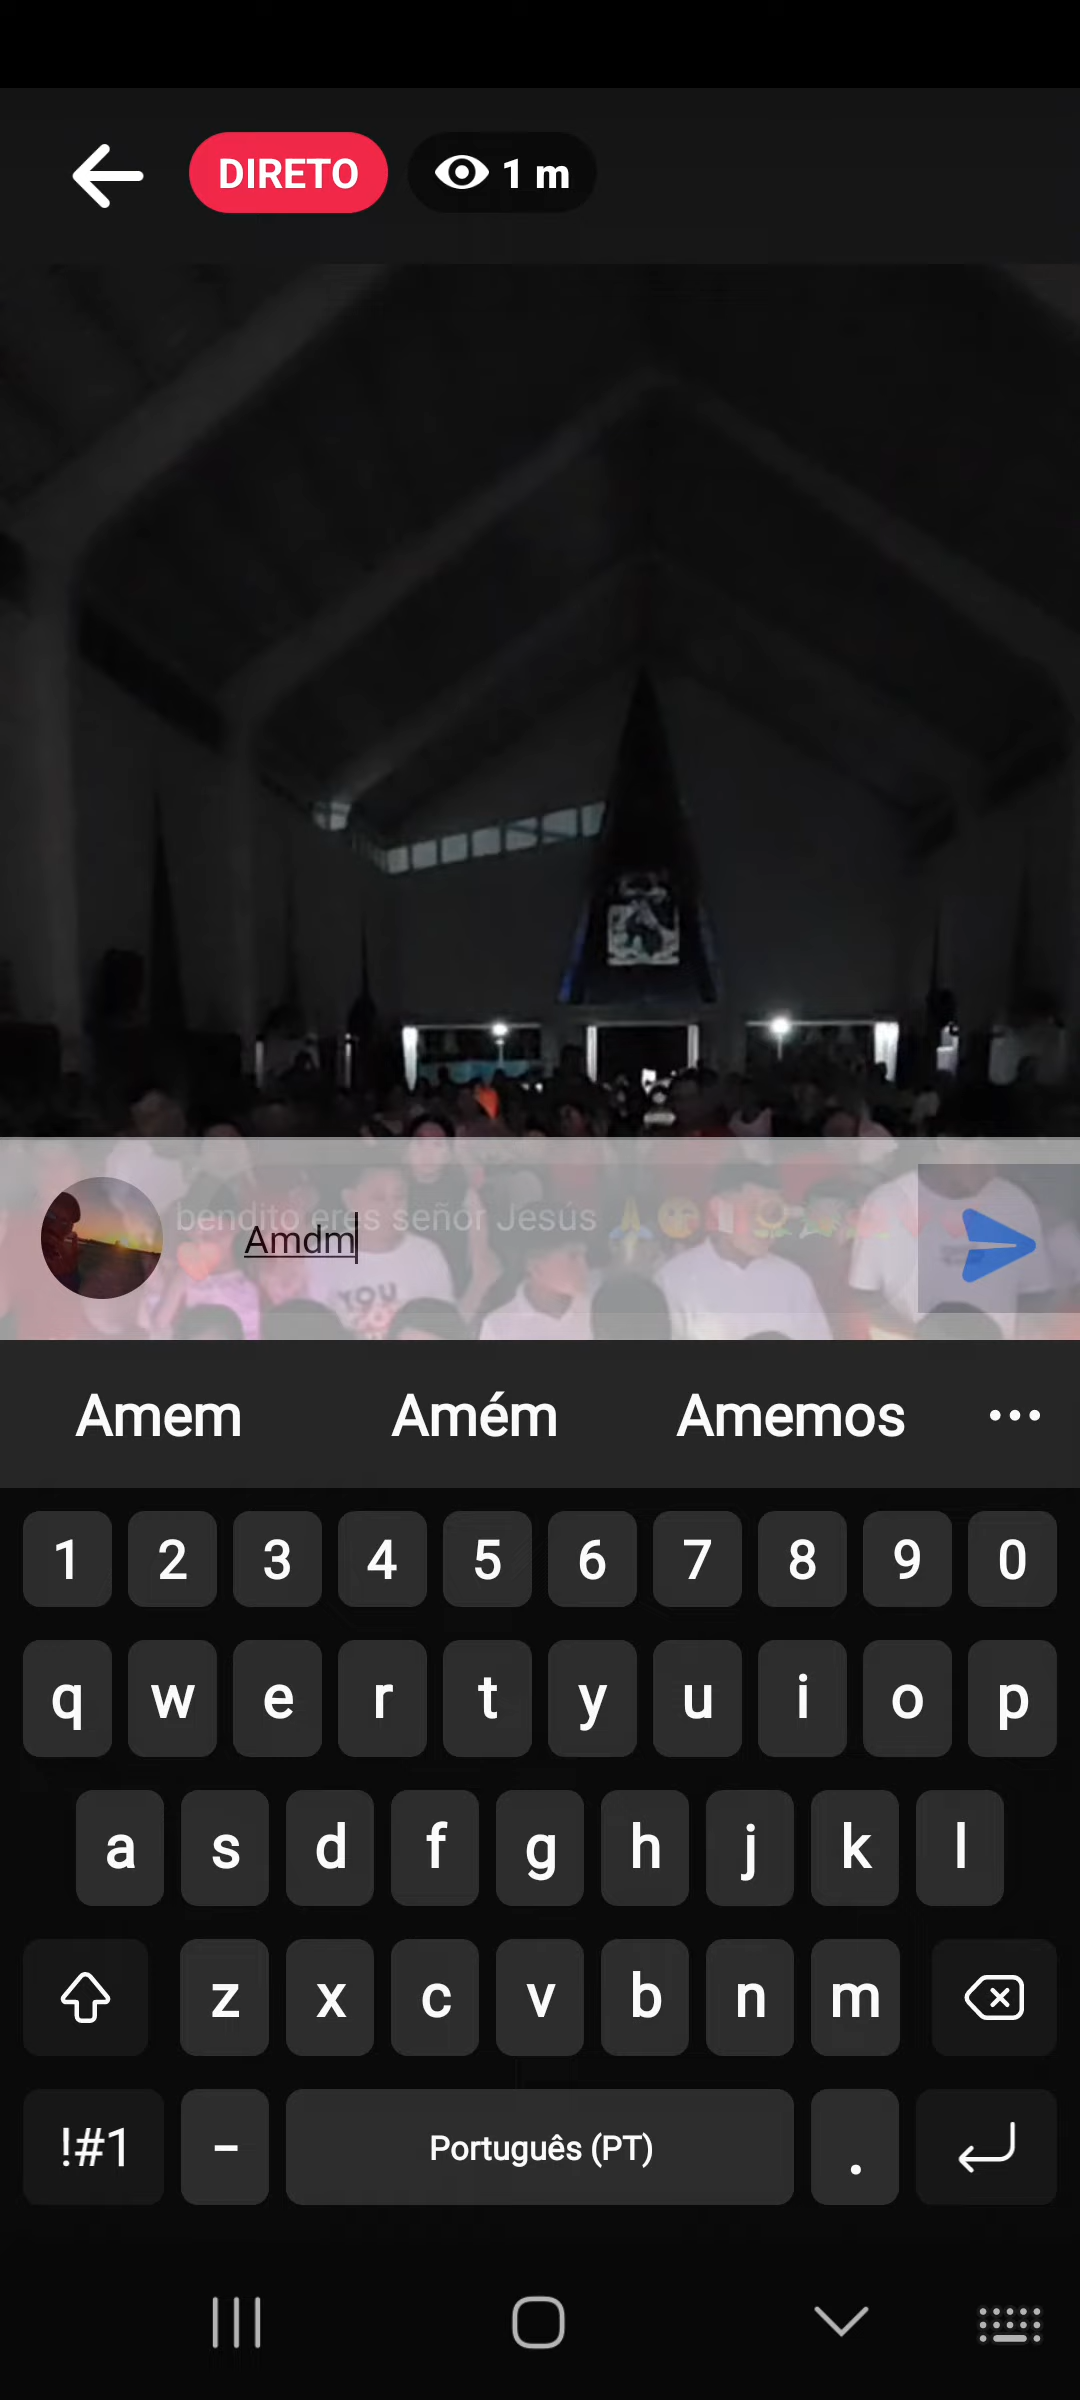 DIRETO 1 m
bendito eres señor Jesús
Amdm
YOU
Amem Amém Amemos ...
1 2 3 4 5 6 7 8 9 0
q w e r t y u i o p
a s d f g h j k l
z x c v b n m
!#1 - Português (PT) .